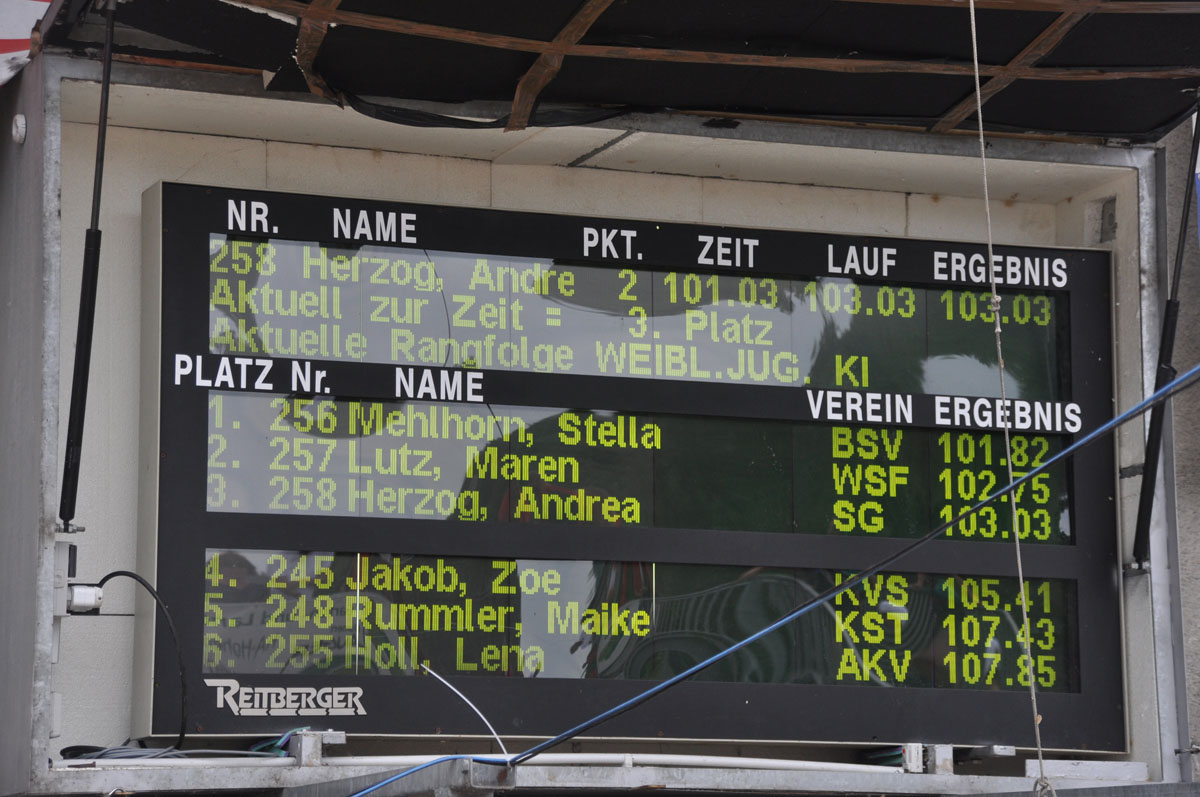 NR. NAME PKT. ZEIT LAUF ERGEBNIS
258 Herzog, Andre 2 101.03 103.03 103.03
Aktuell zur Zeit = 3. Platz
Aktuelle Rangfolge WEIBL.JUG. KI
PLATZ Nr. NAME VEREIN ERGEBNIS
1. 256 Mehlhorn, Stella BSV 101.82
2. 257 Lutz, Maren WSF 102.75
3. 258 Herzog, Andrea SG 103.03
4. 245 Jakob, Zoe KVS 105.41
5. 248 Rummler, Maike KST 107.43
6. 255 Holl, Lena AKV 107.85
REITBERGER